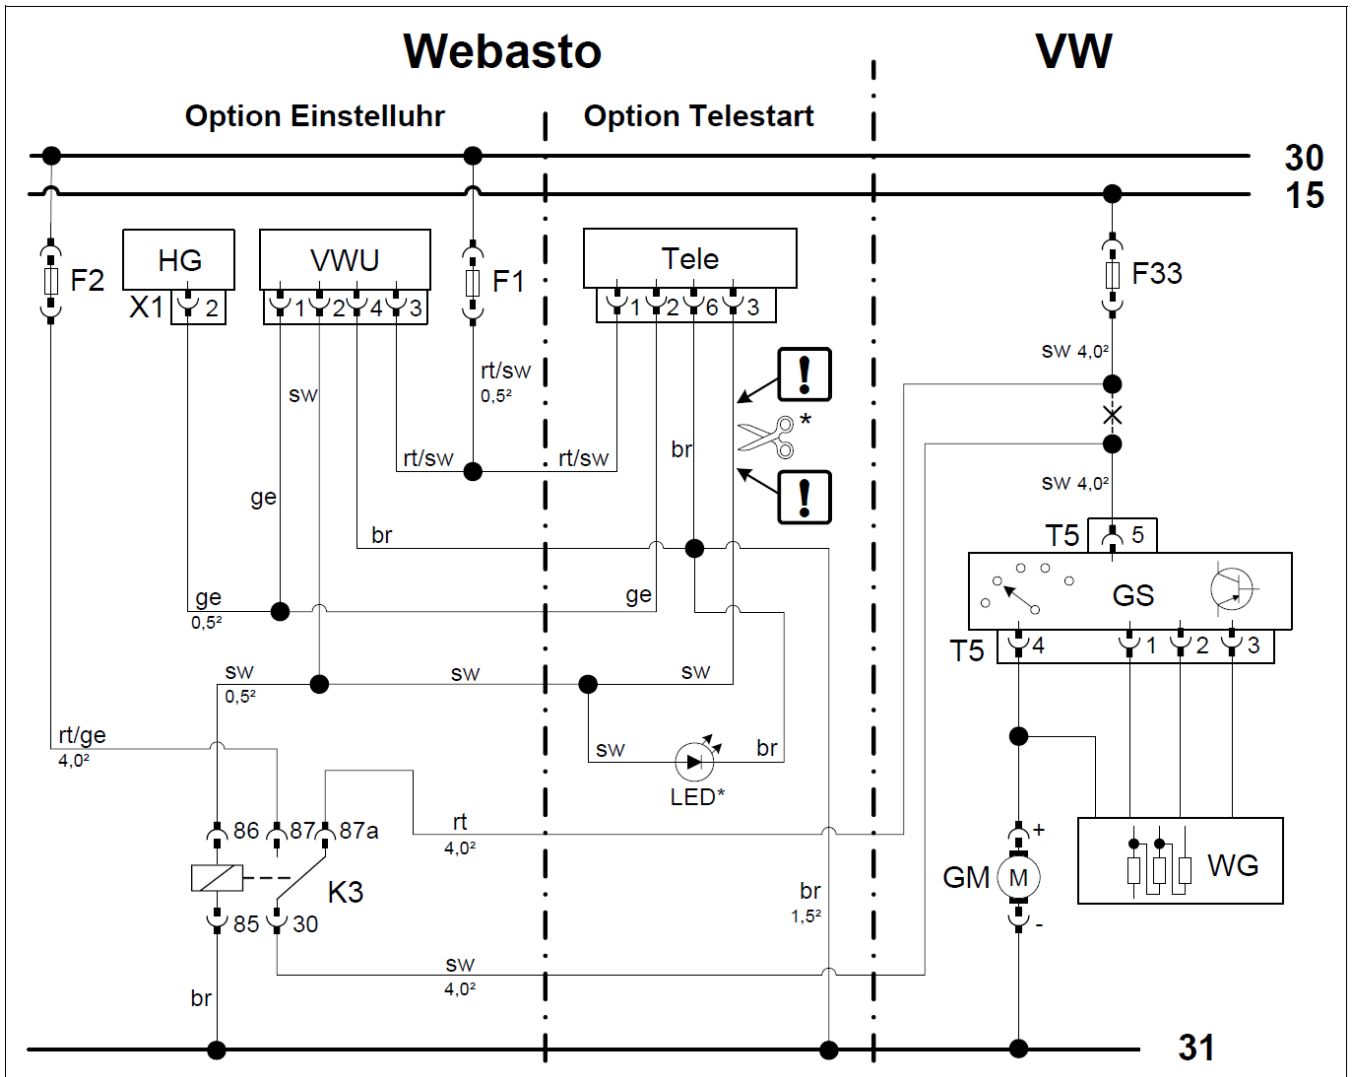 Webasto VW
Option Einstelluhr Option Telestart
30
15
F2 HG VWU F1 Tele F33
X1 2 1 2 4 3 1 2 6 3
sw 4,0²
rt/sw
0,5²
sw
! *
br
rt/sw rt/sw
sw 4,0²
ge
!
br
T5 5
GS
ge
0,5²
ge
T5 4 1 2 3
sw
0,5²
sw sw
rt/ge
4,0²
sw br
LED*
86 87 87a
rt
4,0²
+
K3
GM M WG
br
1,5²
85 30
-
sw
4,0²
br
31